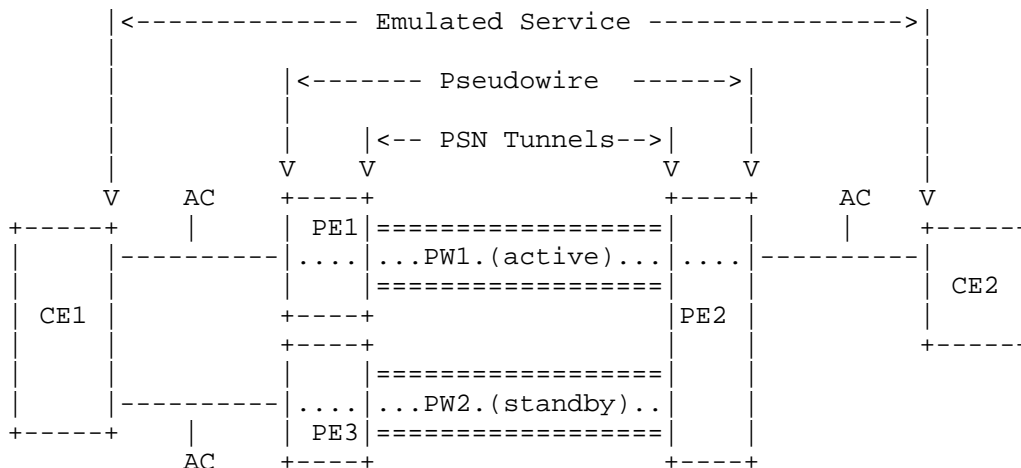 |<-------------- Emulated Service ---------------->|
|                                                  |
|          |<------- Pseudowire  ------>|          |
|          |                            |          |
|          |    |<-- PSN Tunnels-->|    |          |
|          V    V                  V    V          |
V    AC    +----+                  +----+     AC   V
+-----+    |     |  PE1|==================|    |     |    +-----
|     |----------|....|...PW1.(active)...|....|----------|
|     |          |    |==================|    |          | CE2
| CE1 |          +----+                  |PE2 |          |
|     |          +----+                  |    |          +-----
|     |          |    |==================|    |
|     |----------|....|...PW2.(standby)..|    |
+-----+    |     | PE3|==================|    |
AC         +----+                  +----+